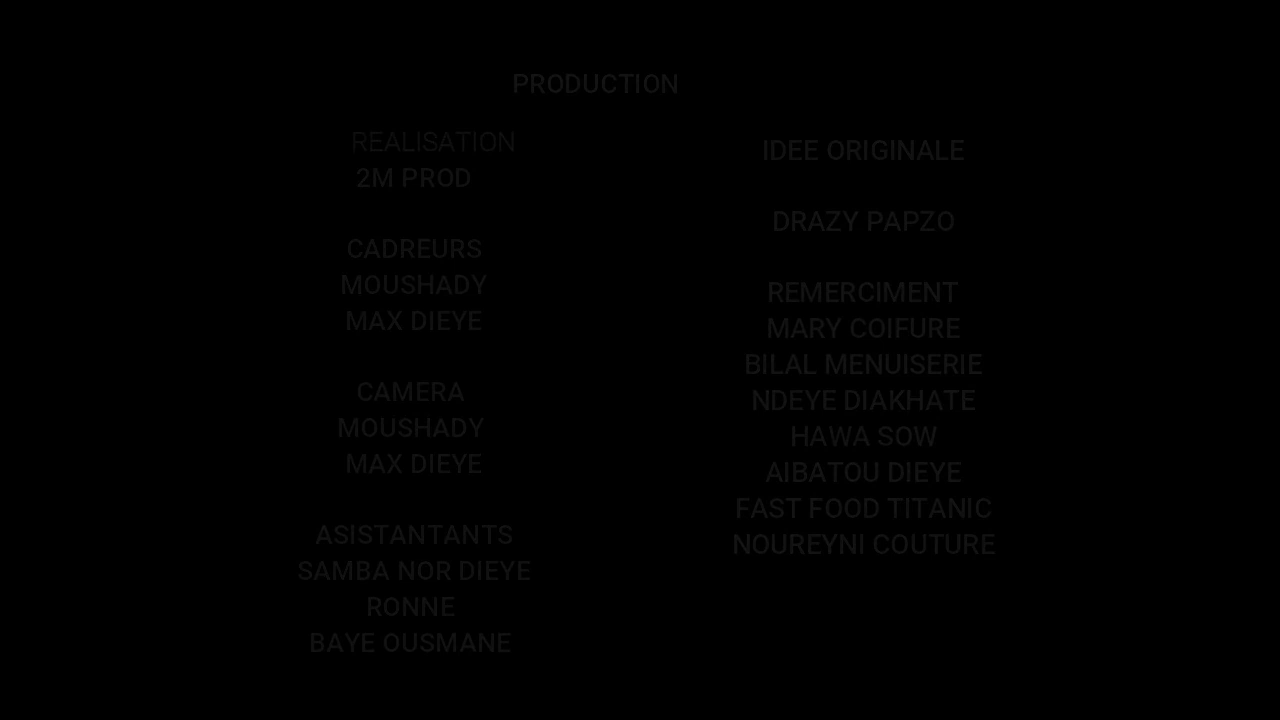 PRODUCTION
REALISATION
2M PROD
CADREURS
MOUSHADY
MAX DIEYE
CAMERA
MOUSHADY
MAX DIEYE
ASISTANTANTS
SAMBA NOR DIEYE
RONNE
BAYE OUSMANE
IDEE ORIGINALE
DRAZY PAPZO
REMERCIMENT
MARY COIFURE
BILAL MENUISERIE
NDEYE DIAKHATE
HAWA SOW
AIBATOU DIEYE
FAST FOOD TITANIC
NOUREYNI COUTURE